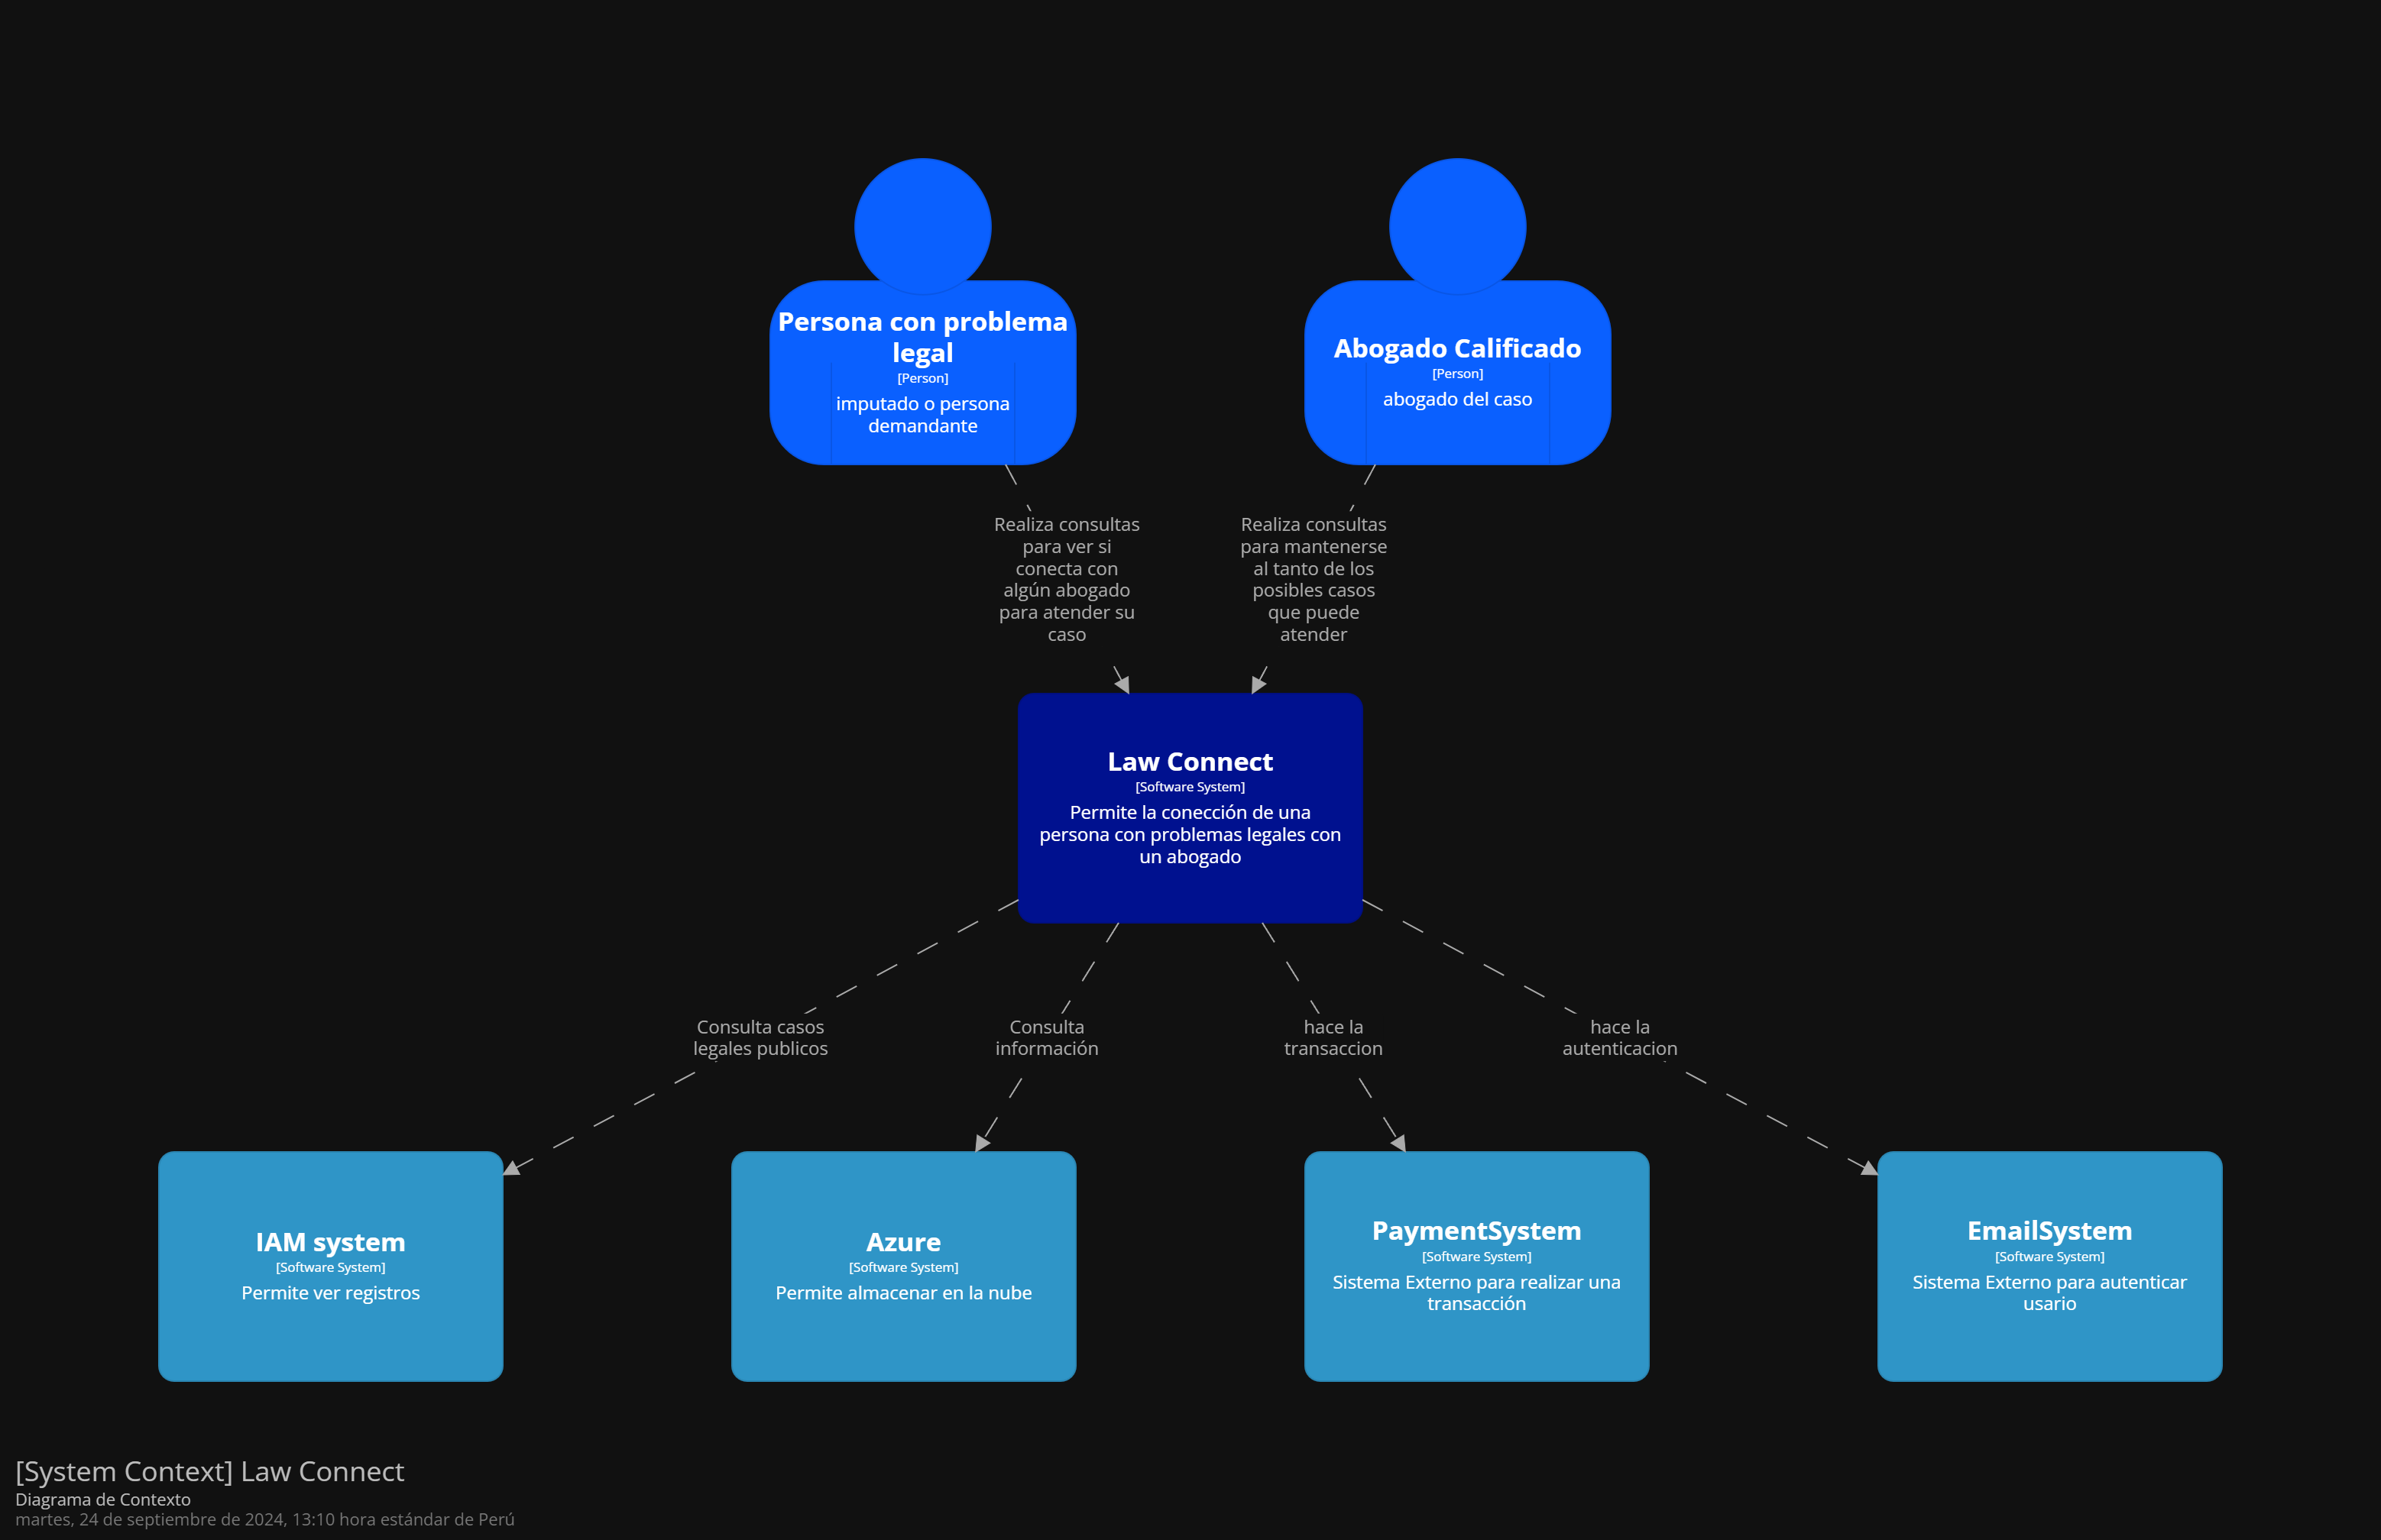 Persona con problema
legal
[Person]
imputado o persona
demandante
Abogado Calificado
[Person]
abogado del caso
Realiza consultas
para ver si
conecta con
algún abogado
para atender su
caso
Realiza consultas
para mantenerse
al tanto de los
posibles casos
que puede
atender
Law Connect
[Software System]
Permite la conección de una
persona con problemas legales con
un abogado
Consulta casos
legales publicos
Consulta
información
hace la
transaccion
hace la
autenticacion
IAM system
[Software System]
Permite ver registros
Azure
[Software System]
Permite almacenar en la nube
PaymentSystem
[Software System]
Sistema Externo para realizar una
transacción
EmailSystem
[Software System]
Sistema Externo para autenticar
usario
[System Context] Law Connect
Diagrama de Contexto
martes, 24 de septiembre de 2024, 13:10 hora estándar de Perú